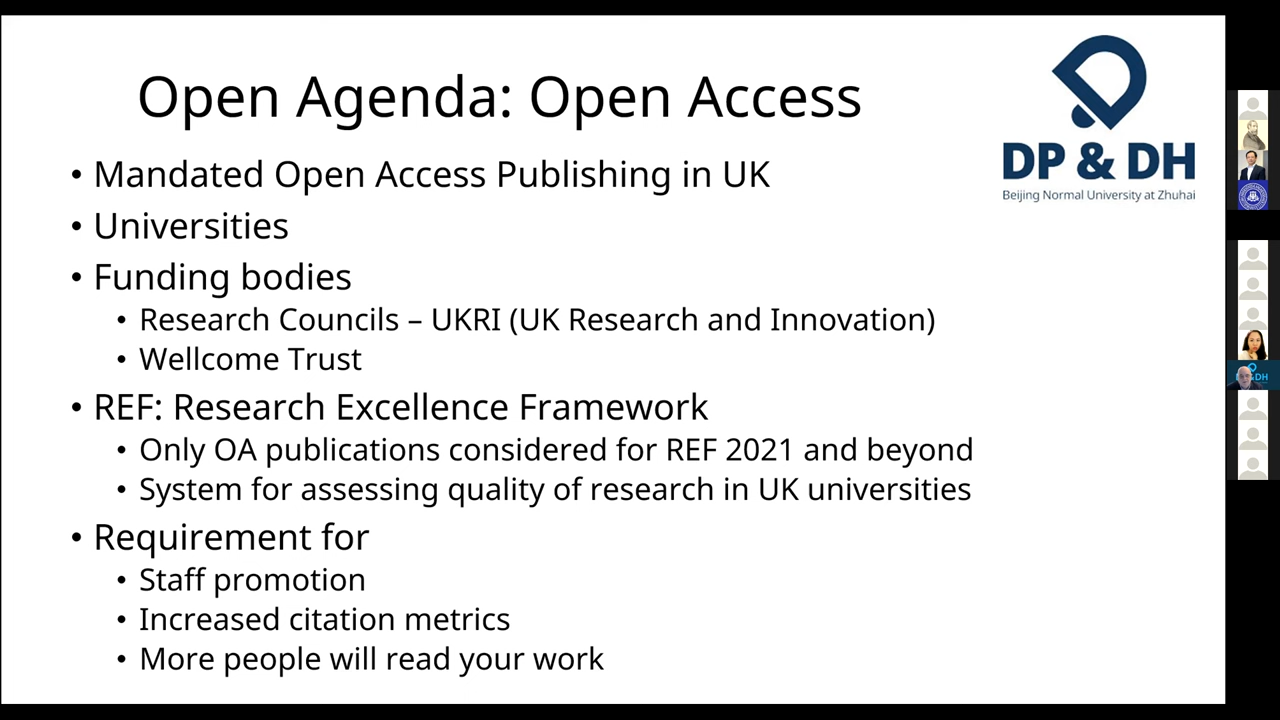 Open Agenda: Open Access
DP & DH
Beijing Normal University at Zhuhai
• Mandated Open Access Publishing in UK
• Universities
• Funding bodies
• Research Councils – UKRI (UK Research and Innovation)
• Wellcome Trust
• REF: Research Excellence Framework
• Only OA publications considered for REF 2021 and beyond
• System for assessing quality of research in UK universities
• Requirement for
• Staff promotion
• Increased citation metrics
• More people will read your work